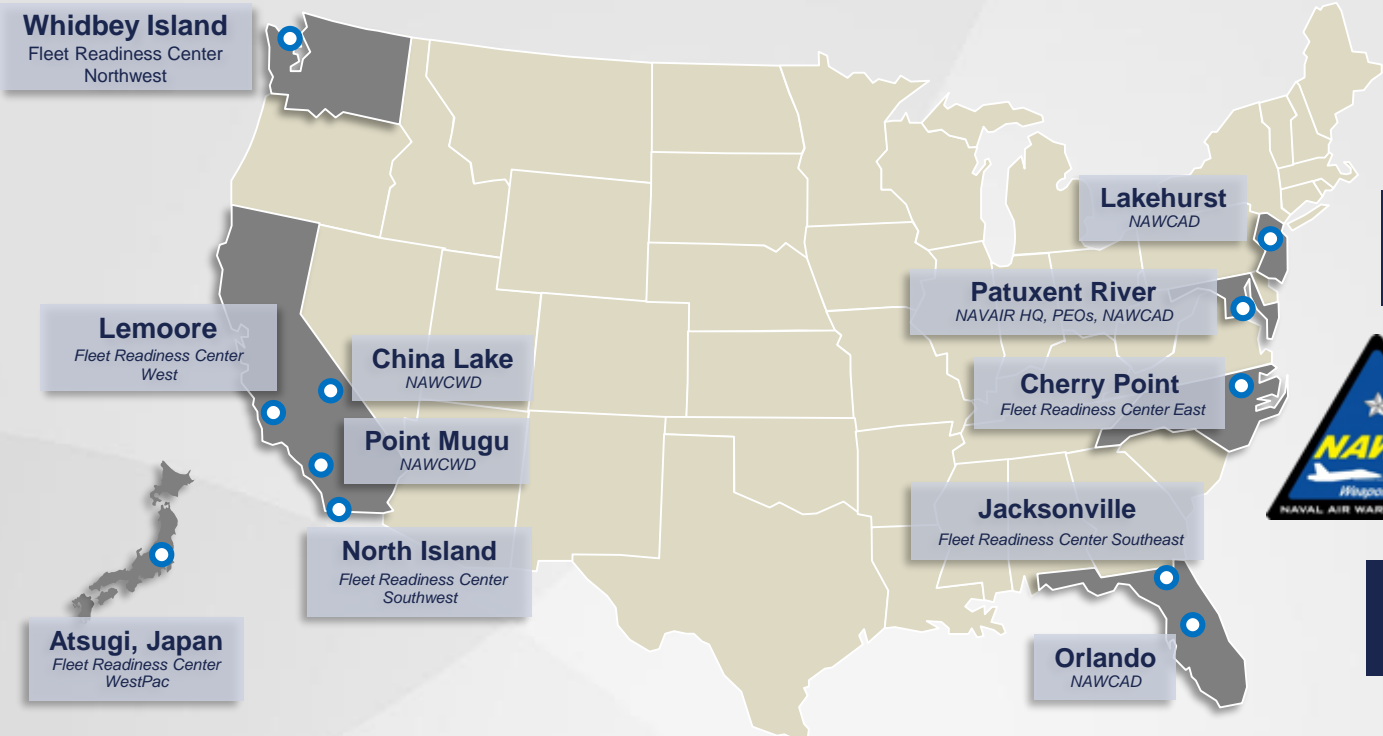 Whidbey Island
Fleet Readiness Center
Northwest
Lakehurst
NAWCAD
Patuxent River
NAVAIR HQ, PEOs, NAWCAD
Lemoore
Fleet Readiness Center
West
China Lake
NAWCWD
Cherry Point
Fleet Readiness Center East
Point Mugu
NAWCWD
Jacksonville
Fleet Readiness Center Southeast
North Island
Fleet Readiness Center
Southwest
Atsugi, Japan
Fleet Readiness Center
WestPac
Orlando
NAWCAD
NAVAL AIR WAR